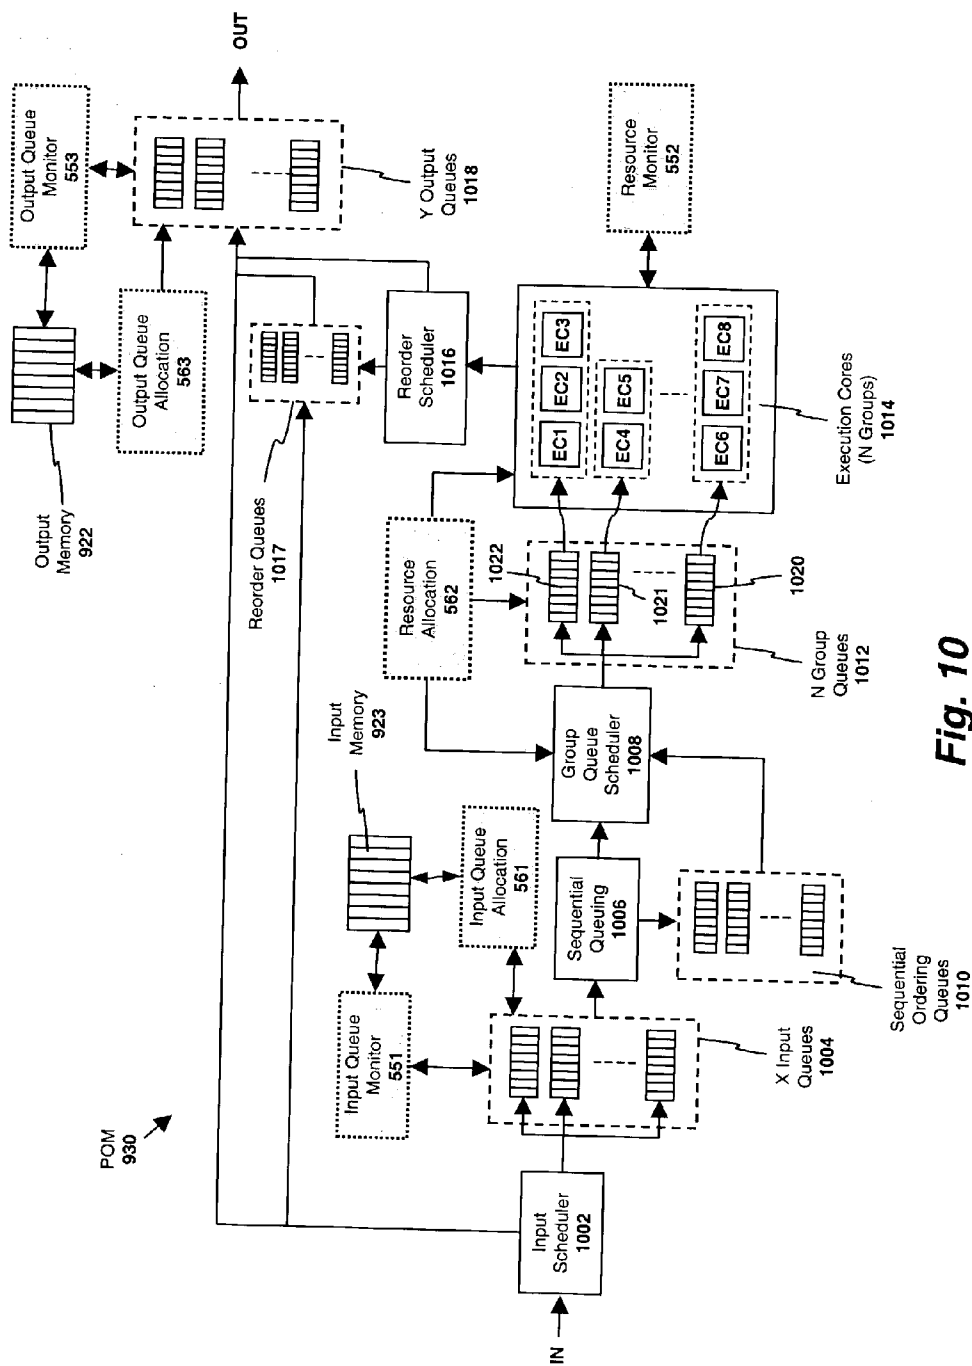 POM
930
IN
Input
Scheduler
1002
Input Queue
Monitor
551
X Input
Queues
1004
Input
Memory
923
Input Queue
Allocation
561
Sequential
Queuing
1006
Sequential
Ordering
Queues
1010
Group
Queue
Scheduler
1008
Resource
Allocation
562
N Group
Queues
1012
1022
1021
1020
Reorder Queues
1017
Reorder
Scheduler
1016
EC1
EC2
EC3
EC4
EC5
EC6
EC7
EC8
Execution Cores
(N Groups)
1014
Resource
Monitor
552
Output
Memory
922
Output Queue
Allocation
563
Output Queue
Monitor
553
Y Output
Queues
1018
OUT
Fig. 10